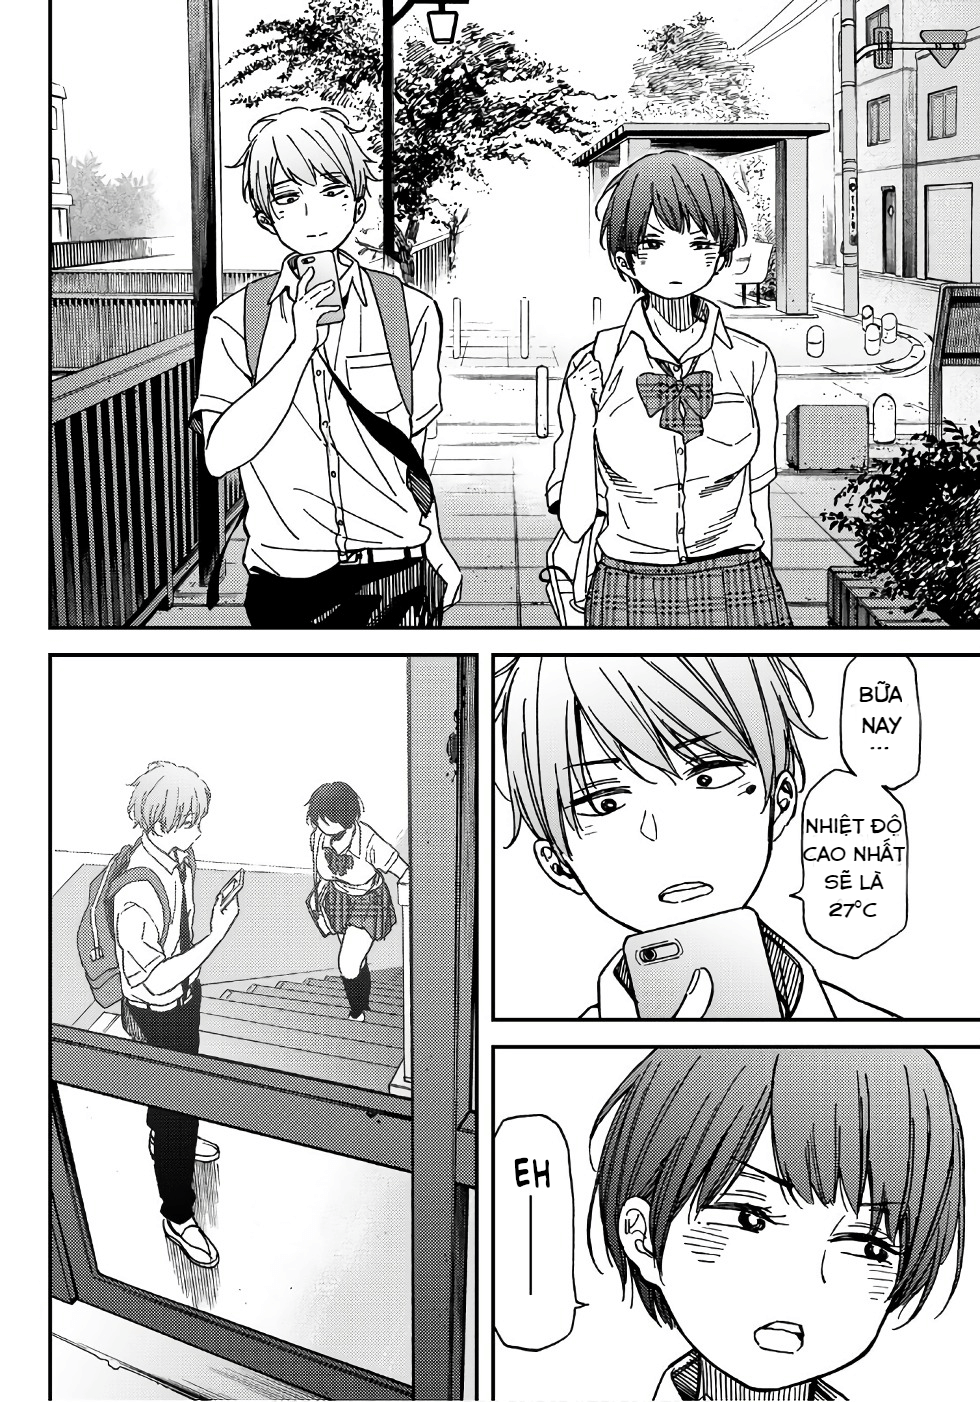 BỮA
NAY
...
NHIỆT ĐỘ
CAO NHẤT
SẼ LÀ
27°C
EH